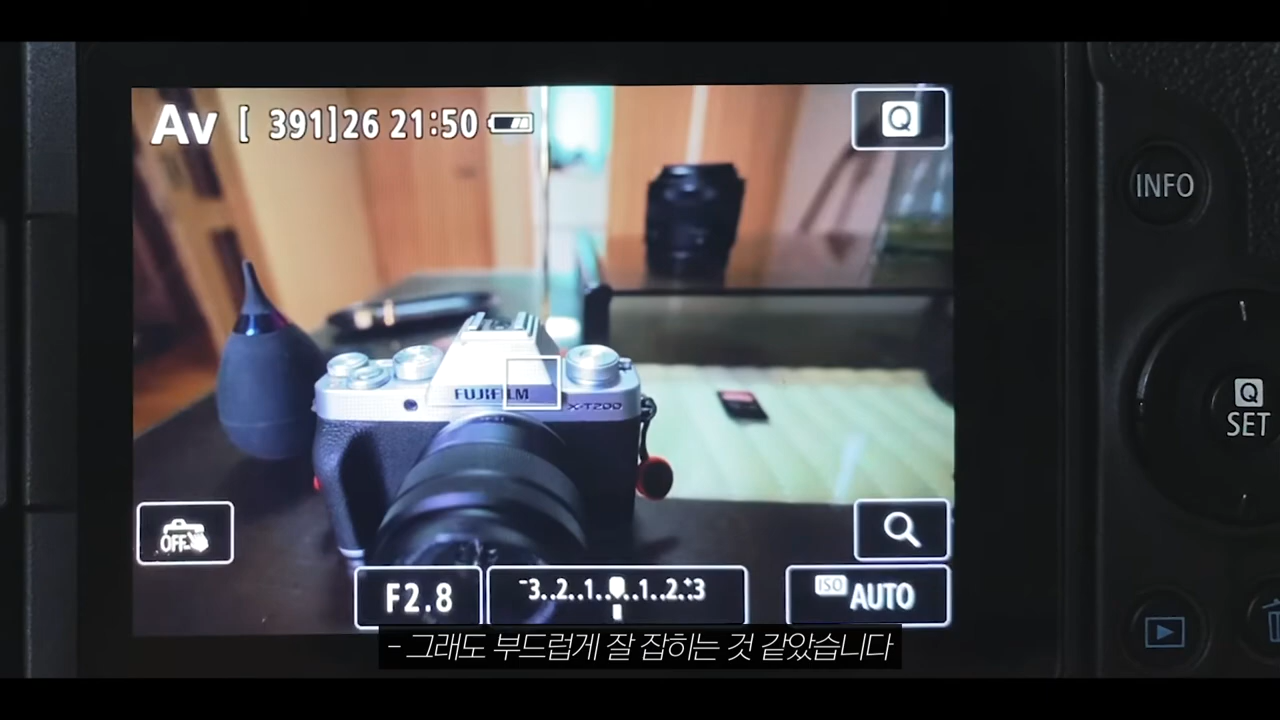 Av [ 391]26 21:50 Q
INFO
FUJIFILM
X-T200
Q
SET
OFF
F2.8 -3..2..1..0..1..2..+3 ISO AUTO
- 그래도 부드럽게 잘 잡히는 것 같았습니다